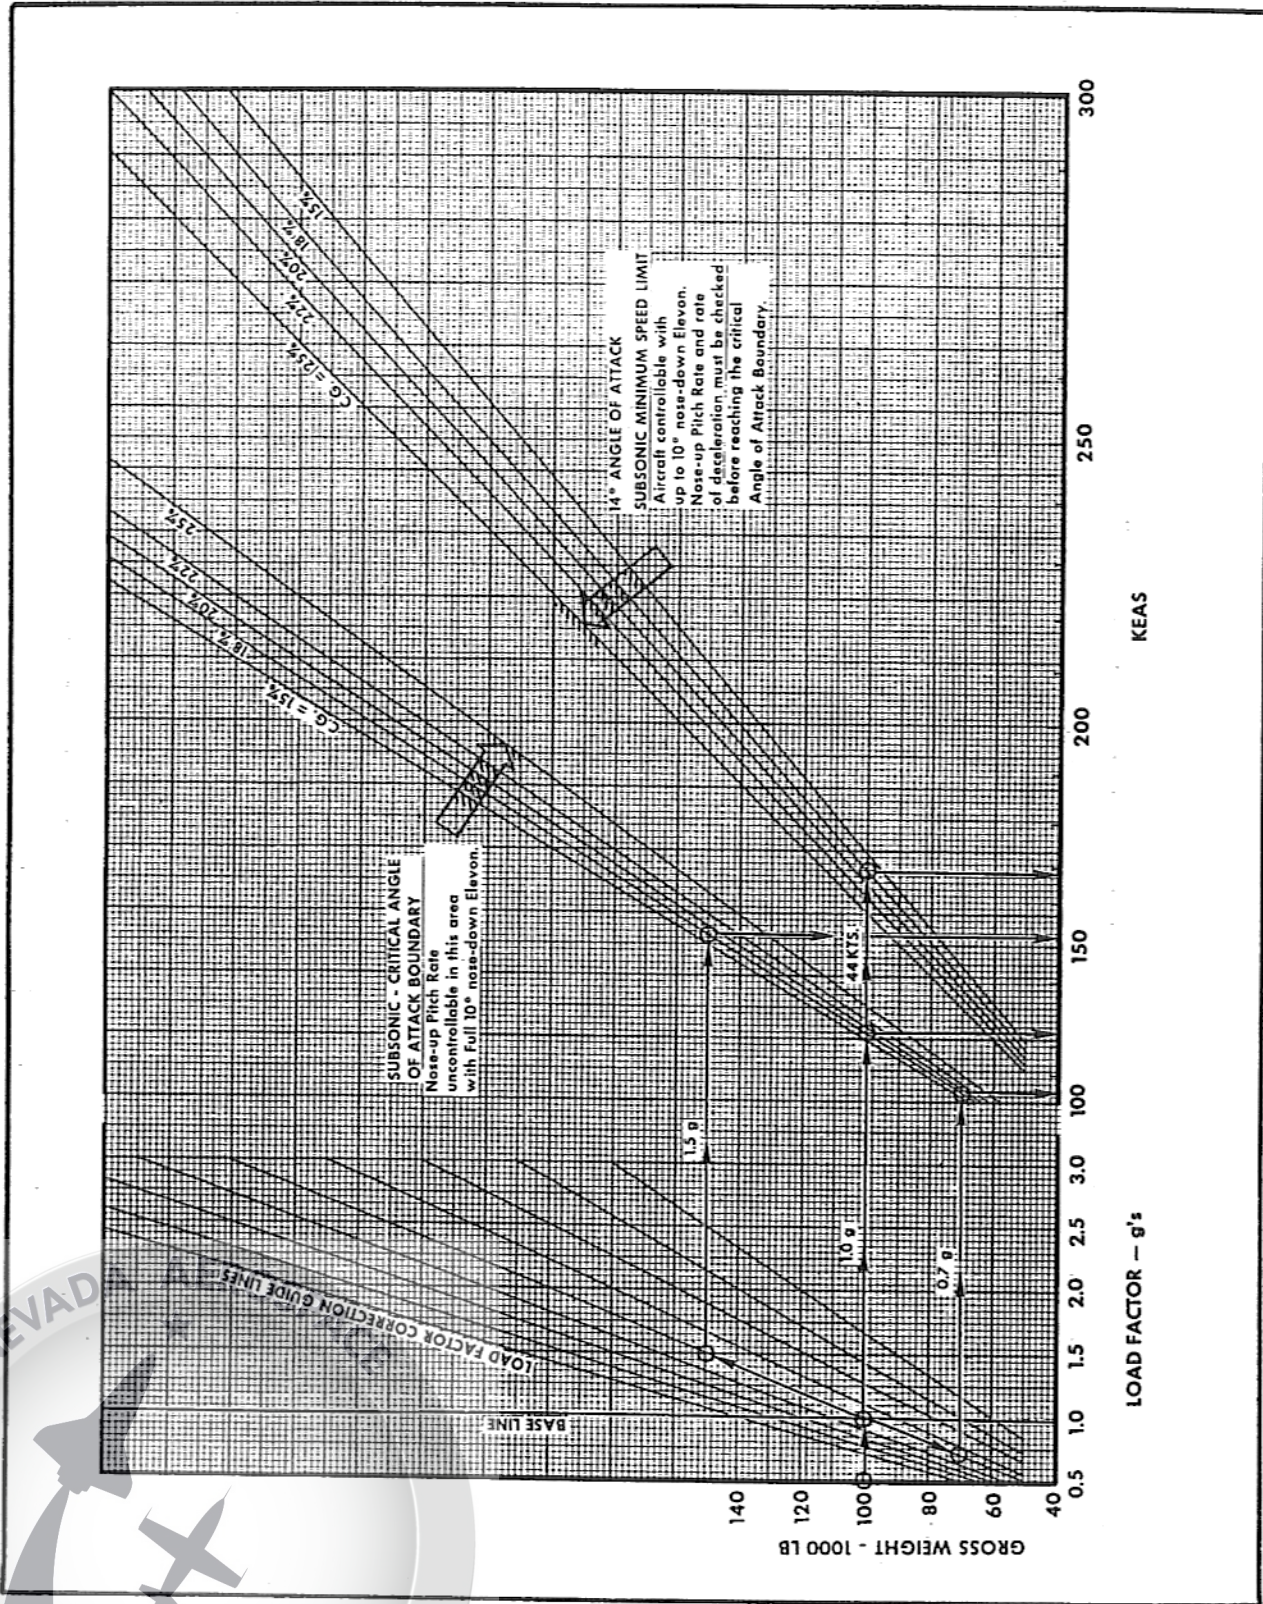 LOAD FACTOR CORRECTION GUIDE LINES
BASE LINE
SUBSONIC - CRITICAL ANGLE
OF ATTACK BOUNDARY
Nose-up Pitch Rate
uncontrollable in this area
with Full 10° nose-down Elevon.
C.G. = 15%
18%
20%
22%
25%
C.G. = 25%
22%
20%
18%
15%
14° ANGLE OF ATTACK
SUBSONIC MINIMUM SPEED LIMIT
Aircraft controllable with
up to 10° nose-down Elevon.
Nose-up Pitch Rate and rate
of deceleration must be checked
before reaching the critical
Angle of Attack Boundary.
1.5 g
1.0 g
44 KTS.
0.7 g
140
120
100
80
60
40
GROSS WEIGHT - 1000 LB
0.5
1.0
1.5
2.0
2.5
3.0
LOAD FACTOR — g's
100
150
200
250
300
KEAS